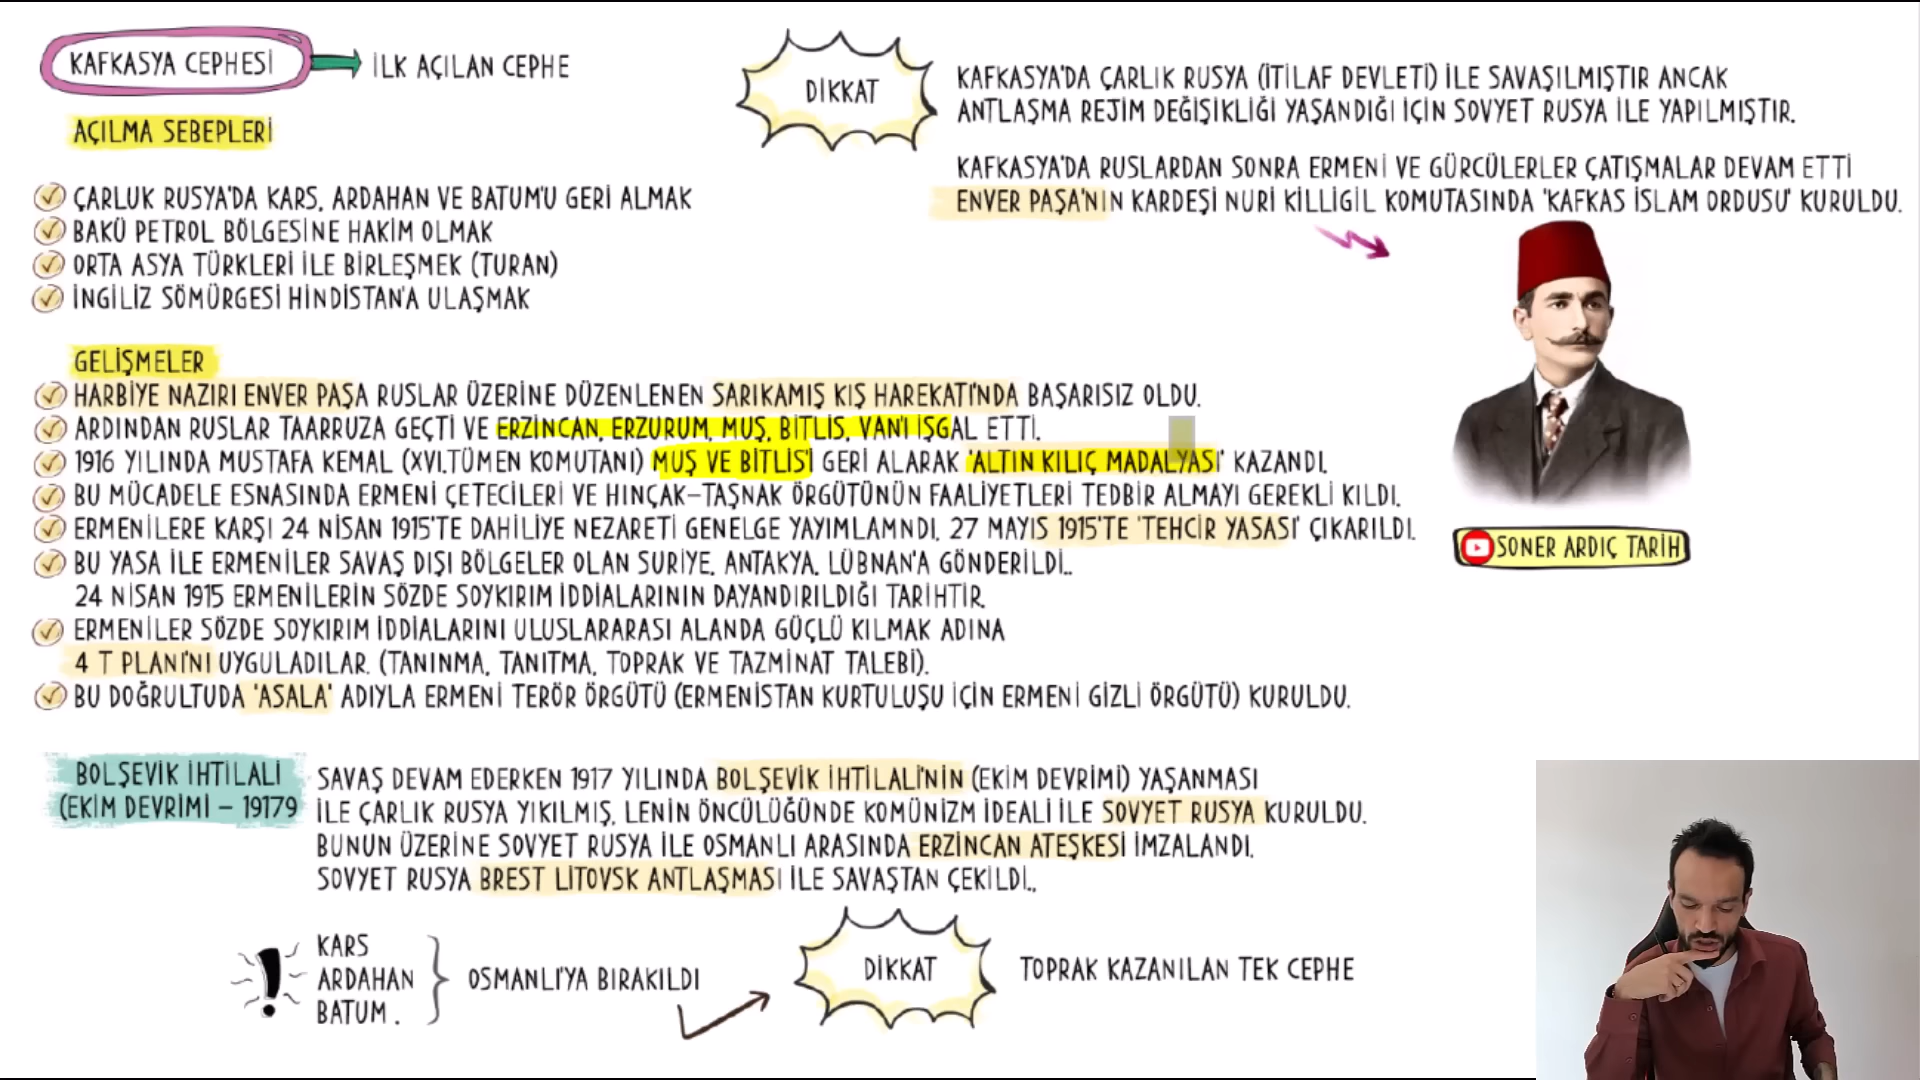 KAFKASYA CEPHESİ
İLK AÇILAN CEPHE
AÇILMA SEBEPLERİ
ÇARLUK RUSYA'DA KARS, ARDAHAN VE BATUM'U GERİ ALMAK
BAKÜ PETROL BÖLGESİNE HAKİM OLMAK
ORTA ASYA TÜRKLERİ İLE BİRLEŞMEK (TURAN)
İNGİLİZ SÖMÜRGESİ HİNDİSTAN'A ULAŞMAK
DİKKAT
KAFKASYA'DA ÇARLIK RUSYA (İTİLAF DEVLETİ) İLE SAVAŞILMIŞTIR ANCAK
ANTLAŞMA REJİM DEĞİŞİKLİĞİ YAŞANDIĞI İÇİN SOVYET RUSYA İLE YAPILMIŞTIR.
KAFKASYA'DA RUSLARDAN SONRA ERMENİ VE GÜRCÜLERLER ÇATIŞMALAR DEVAM ETTİ
ENVER PAŞA'NIN KARDEŞİ NURİ KİLLİGİL KOMUTASINDA 'KAFKAS İSLAM ORDUSU' KURULDU.
GELİŞMELER
HARBİYE NAZIRI ENVER PAŞA RUSLAR ÜZERİNE DÜZENLENEN SARIKAMIŞ KIŞ HAREKATI'NDA BAŞARISIZ OLDU.
ARDINDAN RUSLAR TAARRUZA GEÇTİ VE ERZİNCAN, ERZURUM, MUŞ, BİTLİS, VAN'I İŞGAL ETTİ.
1916 YILINDA MUSTAFA KEMAL (XVI.TÜMEN KOMUTANI) MUŞ VE BİTLİS'İ GERİ ALARAK 'ALTIN KILIÇ MADALYASI' KAZANDI.
BU MÜCADELE ESNASINDA ERMENİ ÇETECİLERİ VE HINÇAK-TAŞNAK ÖRGÜTÜNÜN FAALİYETLERİ TEDBİR ALMAYI GEREKLİ KILDI.
ERMENİLERE KARŞI 24 NİSAN 1915'TE DAHİLİYE NEZARETİ GENELGE YAYIMLAMNDI, 27 MAYIS 1915'TE 'TEHCİR YASASI' ÇIKARILDI.
BU YASA İLE ERMENİLER SAVAŞ DIŞI BÖLGELER OLAN SURİYE, ANTAKYA, LÜBNAN'A GÖNDERİLDİ..
24 NİSAN 1915 ERMENİLERİN SÖZDE SOYKIRIM İDDİALARININ DAYANDIRILDIĞI TARİHTİR.
ERMENİLER SÖZDE SOYKIRIM İDDİALARINI ULUSLARARASI ALANDA GÜÇLÜ KILMAK ADINA
4 T PLANI'NI UYGULADILAR. (TANINMA, TANITMA, TOPRAK VE TAZMİNAT TALEBİ).
BU DOĞRULTUDA 'ASALA' ADIYLA ERMENİ TERÖR ÖRGÜTÜ (ERMENİSTAN KURTULUŞU İÇİN ERMENİ GİZLİ ÖRGÜTÜ) KURULDU.
SONER ARDIÇ TARİH
BOLŞEVİK İHTİLALİ
(EKİM DEVRİMİ - 19179
SAVAŞ DEVAM EDERKEN 1917 YILINDA BOLŞEVİK İHTİLALİ'NİN (EKİM DEVRİMİ) YAŞANMASI
İLE ÇARLIK RUSYA YIKILMIŞ, LENİN ÖNCÜLÜĞÜNDE KOMÜNİZM İDEALİ İLE SOVYET RUSYA KURULDU.
BUNUN ÜZERİNE SOVYET RUSYA İLE OSMANLI ARASINDA ERZİNCAN ATEŞKESİ İMZALANDI.
SOVYET RUSYA BREST LİTOVSK ANTLAŞMASI İLE SAVAŞTAN ÇEKİLDİ..
KARS
ARDAHAN
BATUM .
OSMANLI'YA BIRAKILDI
DİKKAT
TOPRAK KAZANILAN TEK CEPHE